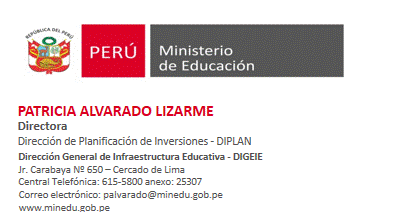 REPÚBLICA DEL PERÚ
PERÚ
Ministerio
de Educación
PATRICIA ALVARADO LIZARME
Directora
Dirección de Planificación de Inversiones - DIPLAN
Dirección General de Infraestructura Educativa - DIGEIE
Jr. Carabaya Nº 650 – Cercado de Lima
Central Telefónica: 615-5800 anexo: 25307
Correo electrónico: palvarado@minedu.gob.pe
www.minedu.gob.pe